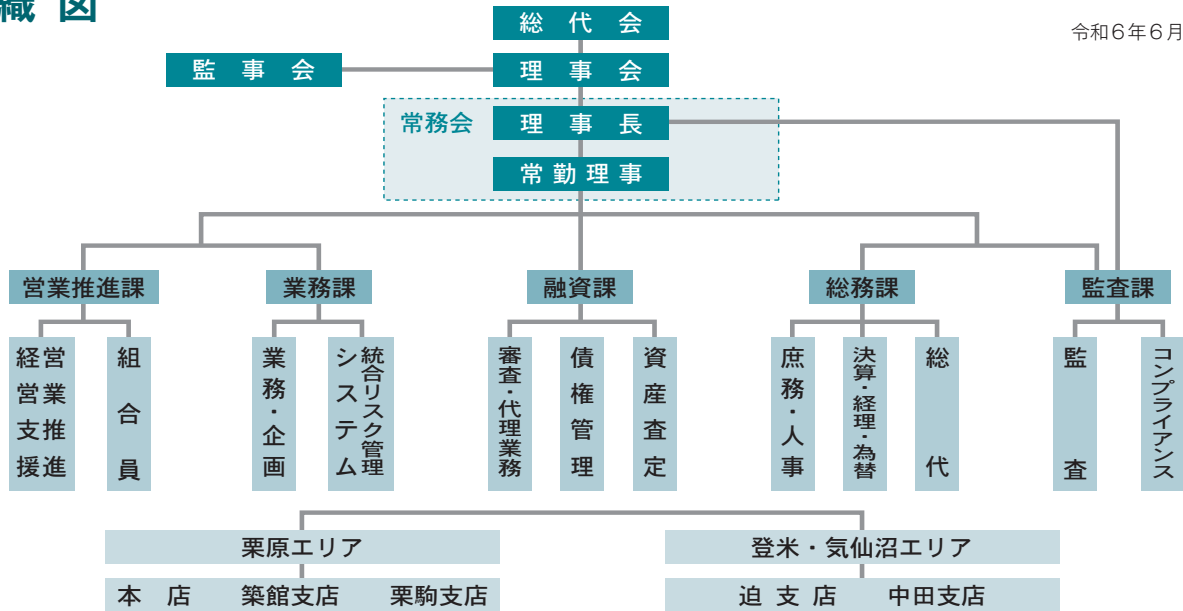 織図
令和6年6月
総代会
監事会
理事会
常務会
理事長
常勤理事
営業推進課
業務課
融資課
総務課
監査課
営業推進
経営支援
組合員
業務・企画
統合リスク管理
システム
審査・代理業務
債権管理
資産査定
庶務・人事
決算・経理・為替
総代
監査
コンプライアンス
栗原エリア
登米・気仙沼エリア
本店 築館支店 栗駒支店
迫支店 中田支店